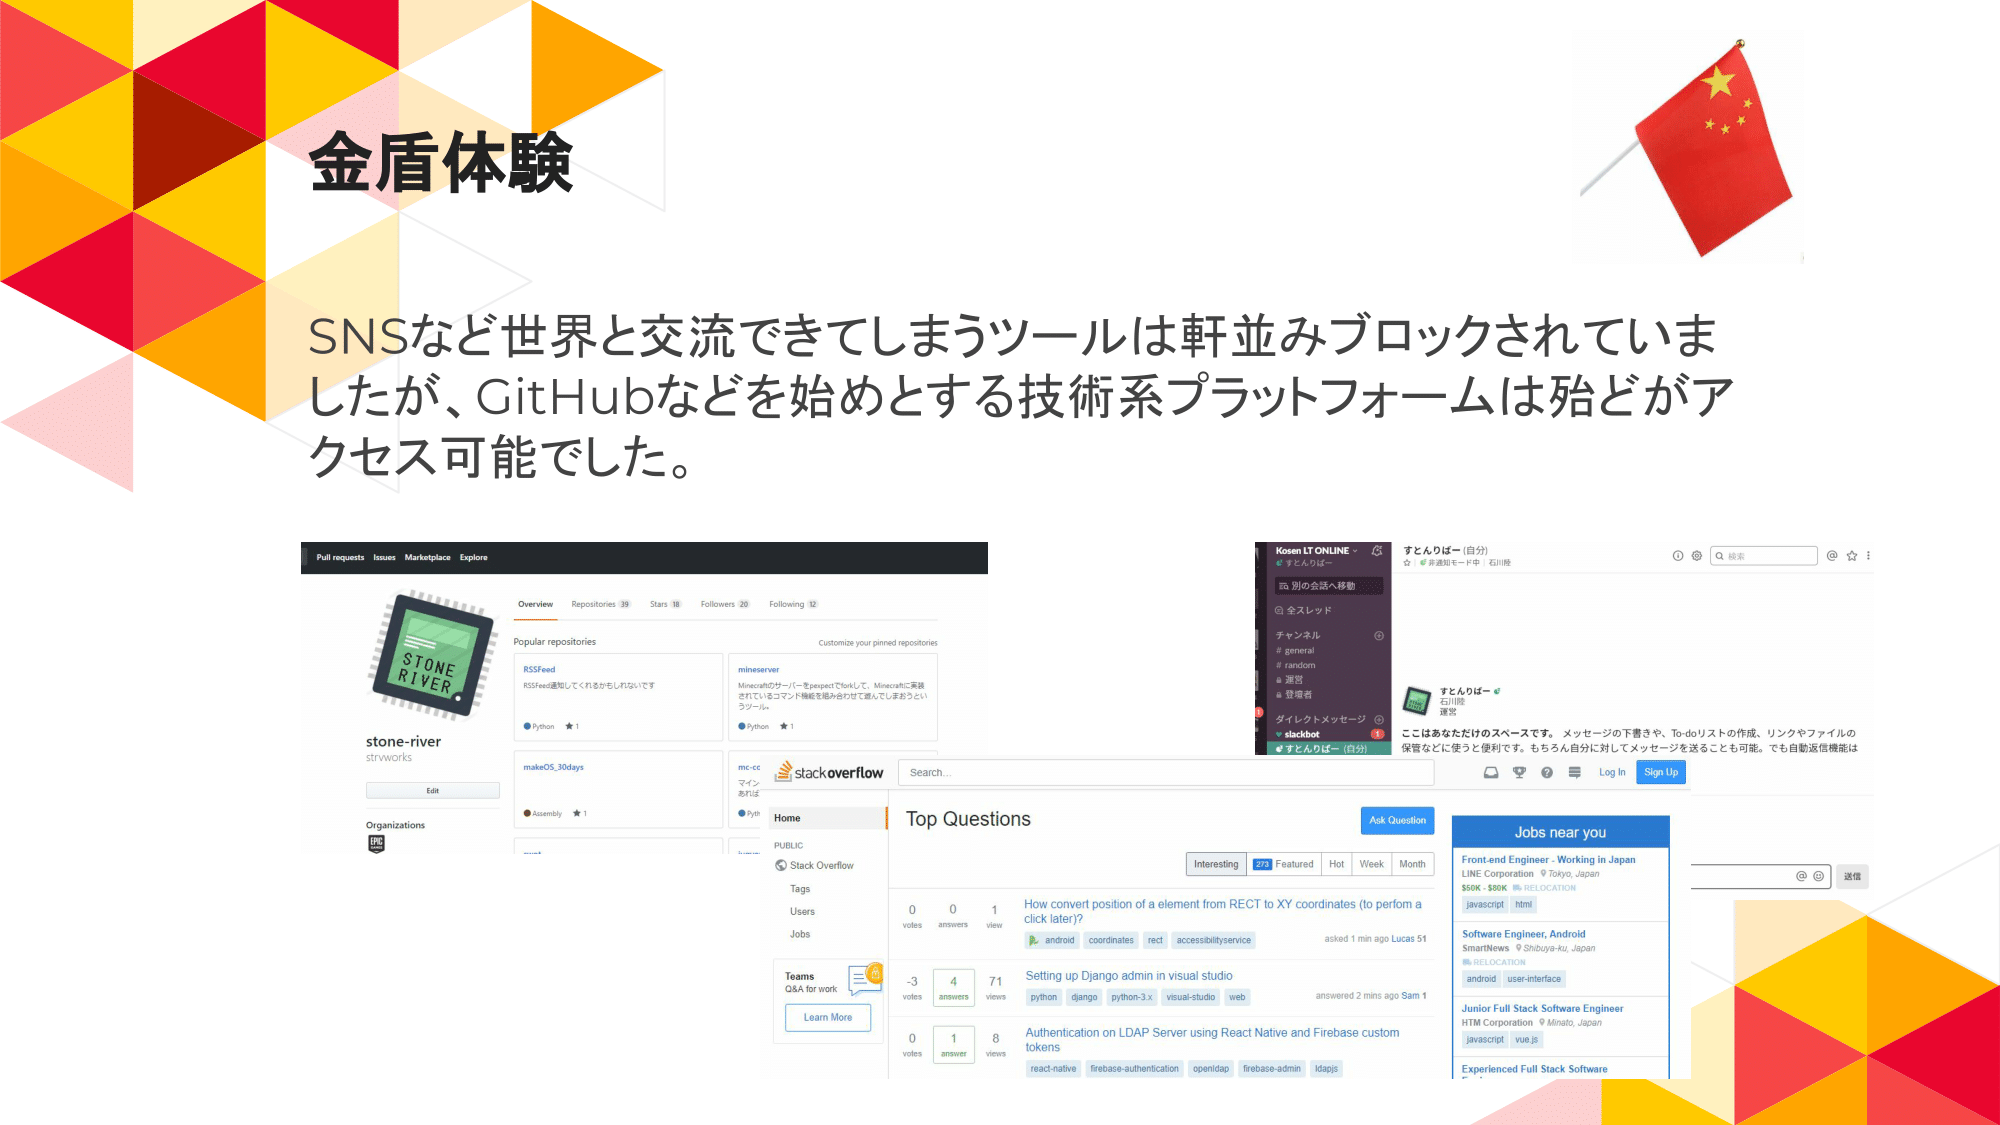 金盾体験
SNSなど世界と交流できてしまうツールは軒並みブロックされていま
したが、GitHubなどを始めとする技術系プラットフォームは殆どがア
クセス可能でした。
Pull requests Issues Marketplace Explore
STONE
RIVER
stone-river
strvworks
Edit
Organizations
EPIC
GAMES
Overview Repositories 39 Stars 18 Followers 20 Following 12
Popular repositories Customize your pinned repositories
RSSFeed
RSSFeed通知してくれるかもしれないです
Python ★ 1
mineserver
Minecraftのサーバーをpexpectでforkして、Minecraftに実装
されているコマンド機能を組み合わせて遊んでしまおうとい
うツール。
Python ★ 1
makeOS_30days
Assembly ★ 1
mc-cc
マイン
あれば
Pyth
Kosen LT ONLINE
すとんりばー
別の会話へ移動
全スレッド
チャンネル
# general
# random
運営
登壇者
ダイレクトメッセージ
slackbot 1
すとんりばー (自分)
1
すとんりばー (自分)
非通知モード中 | 石川陸
検索
すとんりばー
石川陸
運営
ここはあなただけのスペースです。 メッセージの下書きや、To-doリストの作成、リンクやファイルの
保管などに使うと便利です。もちろん自分に対してメッセージを送ることも可能。でも自動返信機能は
送信
stackoverflow
Search...
Log In Sign Up
Home
PUBLIC
Stack Overflow
Tags
Users
Jobs
Teams
Q&A for work
Learn More
Top Questions
Ask Question
Interesting 273 Featured Hot Week Month
0 0 1
votes answers view
How convert position of a element from RECT to XY coordinates (to perfom a
click later)?
android coordinates rect accessibilityservice
asked 1 min ago Lucas 51
-3 4 71
votes answers views
Setting up Django admin in visual studio
python django python-3.x visual-studio web
answered 2 mins ago Sam 1
0 1 8
votes answer views
Authentication on LDAP Server using React Native and Firebase custom
tokens
react-native firebase-authentication openldap firebase-admin ldapjs
Jobs near you
Front-end Engineer - Working in Japan
LINE Corporation Tokyo, Japan
$50K - $80K RELOCATION
javascript html
Software Engineer, Android
SmartNews Shibuya-ku, Japan
RELOCATION
android user-interface
Junior Full Stack Software Engineer
HTM Corporation Minato, Japan
javascript vue.js
Experienced Full Stack Software